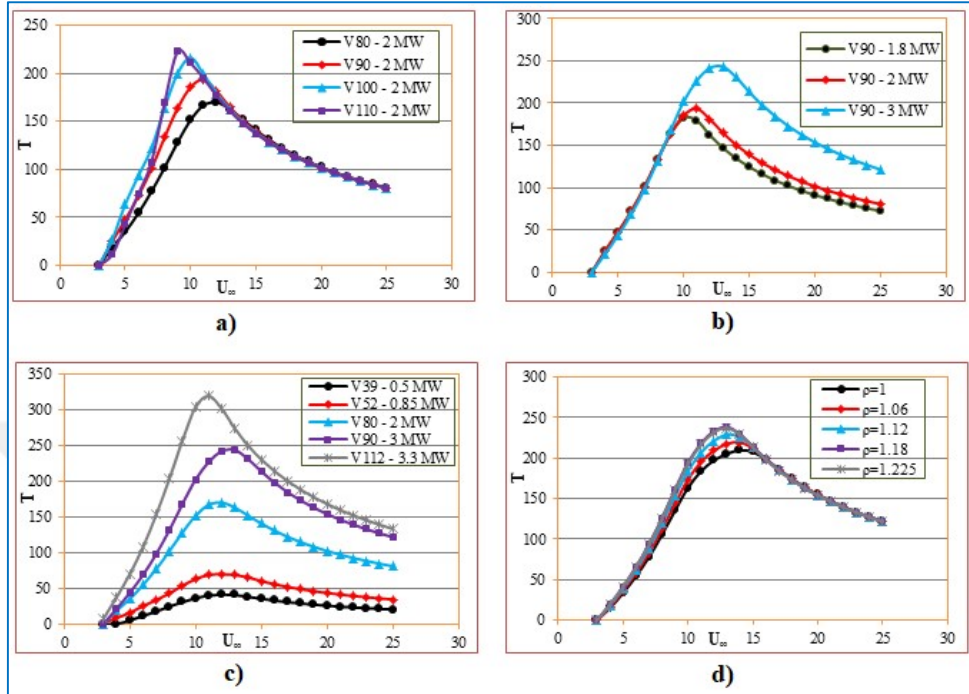 250
200
150
100
50
0
T
0 5 10 15 20 25 30
U∞
V80 - 2 MW
V90 - 2 MW
V100 - 2 MW
V110 - 2 MW
a)
300
250
200
150
100
50
0
T
0 5 10 15 20 25 30
U∞
V90 - 1.8 MW
V90 - 2 MW
V90 - 3 MW
b)
350
300
250
200
150
100
50
0
T
0 5 10 15 20 25 30
U∞
V39 - 0.5 MW
V52 - 0.85 MW
V80 - 2 MW
V90 - 3 MW
V112 - 3.3 MW
c)
300
250
200
150
100
50
0
T
0 5 10 15 20 25 30
U∞
ρ=1
ρ=1.06
ρ=1.12
ρ=1.18
ρ=1.225
d)